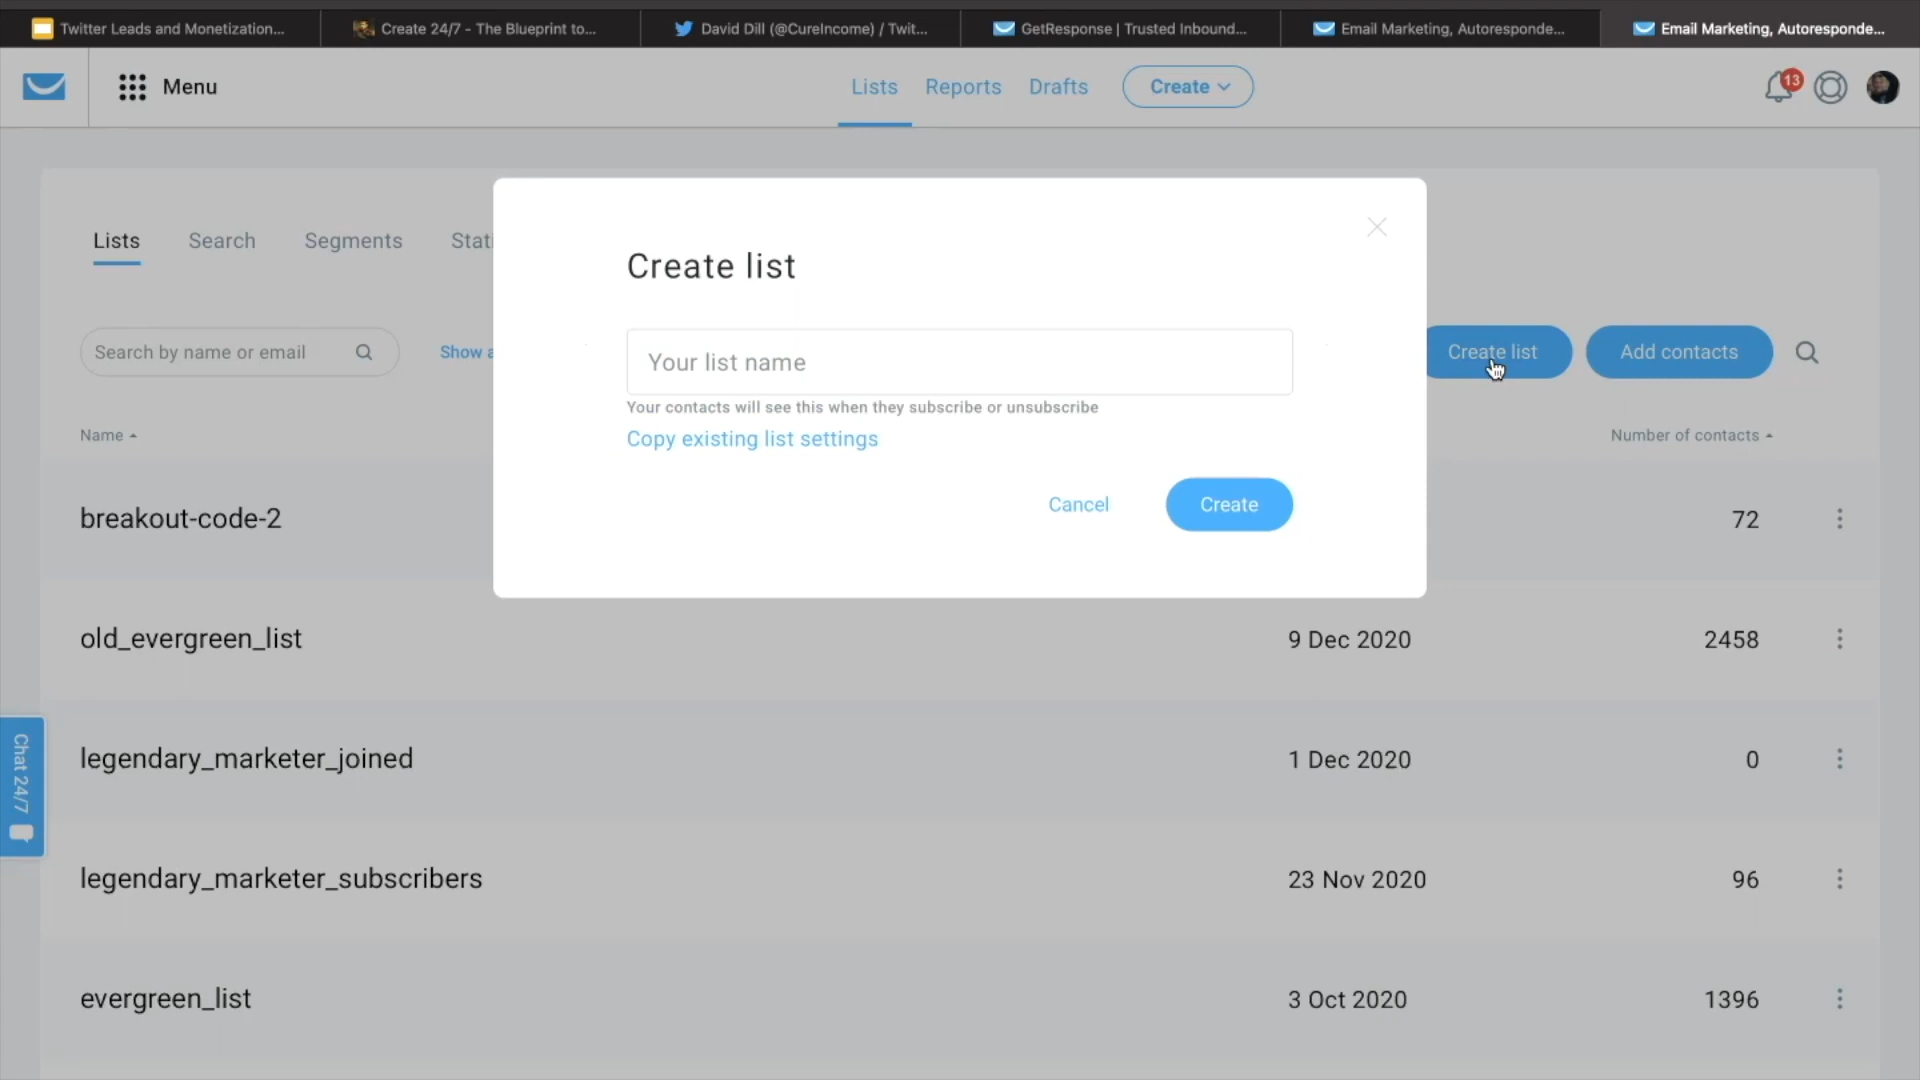 Twitter Leads and Monetization...
Create 24/7 - The Blueprint to...
David Dill (@CureIncome) / Twit...
GetResponse | Trusted Inbound...
Email Marketing, Autoresponde...
Email Marketing, Autoresponde...
Menu
Lists
Reports
Drafts
Create
13
Lists
Search
Segments
Stati
Create list
Search by name or email
Show a
Your list name
Create list
Add contacts
Your contacts will see this when they subscribe or unsubscribe
Copy existing list settings
Name
Number of contacts
Cancel
Create
breakout-code-2
72
old_evergreen_list
9 Dec 2020
2458
Chat 24/7
legendary_marketer_joined
1 Dec 2020
0
legendary_marketer_subscribers
23 Nov 2020
96
evergreen_list
3 Oct 2020
1396